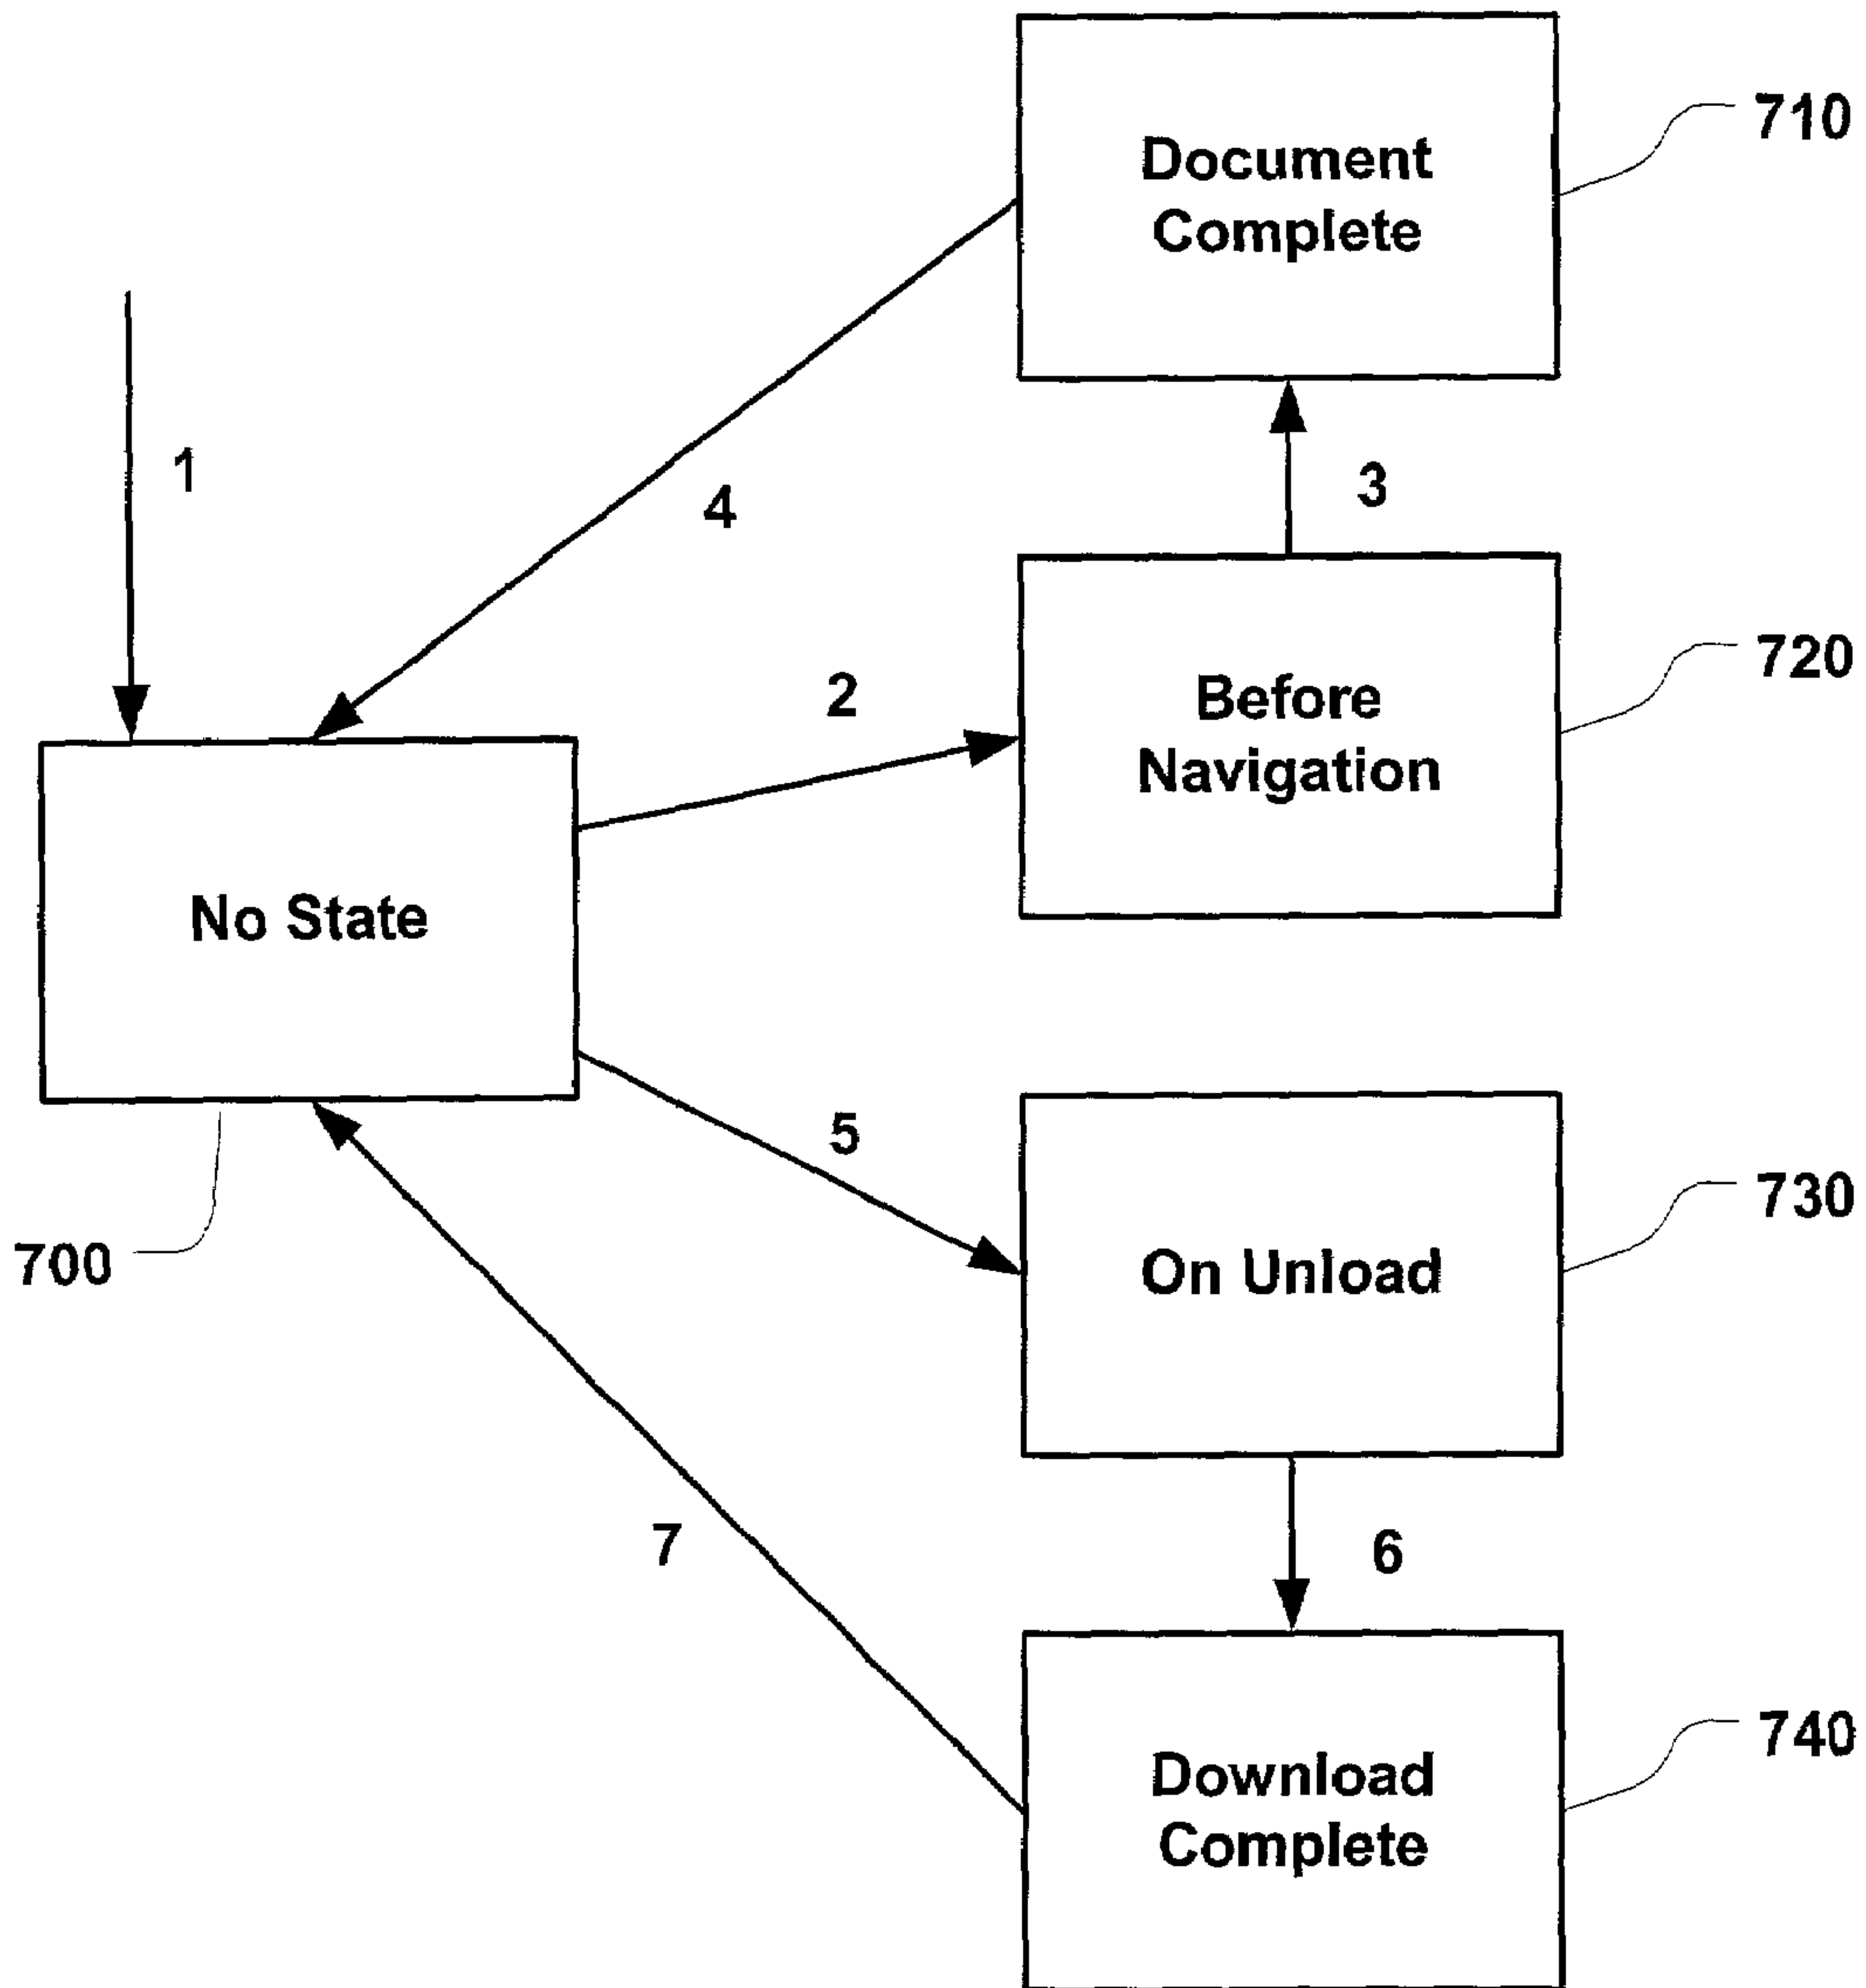 Document
Complete
710
1
4
3
2
Before
Navigation
720
No State
5
700
On Unload
730
7
6
Download
Complete
740